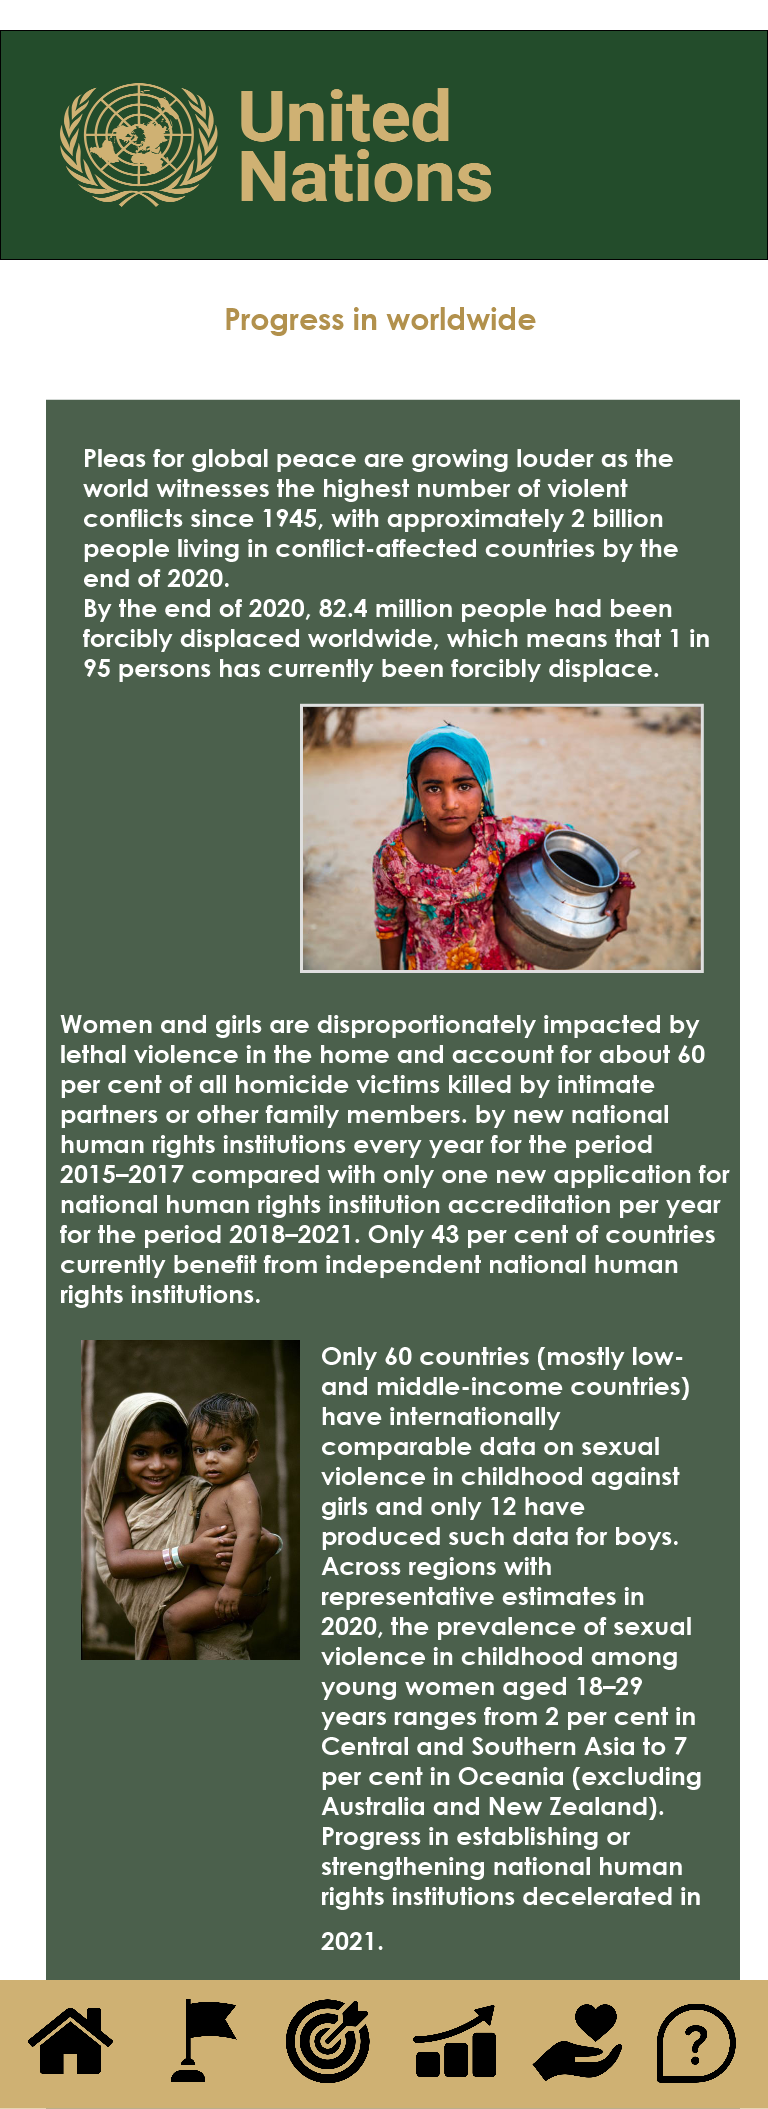 United
Nations
Progress in worldwide
Pleas for global peace are growing louder as the
world witnesses the highest number of violent
conflicts since 1945, with approximately 2 billion
people living in conflict-affected countries by the
end of 2020.
By the end of 2020, 82.4 million people had been
forcibly displaced worldwide, which means that 1 in
95 persons has currently been forcibly displace.
Women and girls are disproportionately impacted by
lethal violence in the home and account for about 60
per cent of all homicide victims killed by intimate
partners or other family members. by new national
human rights institutions every year for the period
2015–2017 compared with only one new application for
national human rights institution accreditation per year
for the period 2018–2021. Only 43 per cent of countries
currently benefit from independent national human
rights institutions.
Only 60 countries (mostly low-
and middle-income countries)
have internationally
comparable data on sexual
violence in childhood against
girls and only 12 have
produced such data for boys.
Across regions with
representative estimates in
2020, the prevalence of sexual
violence in childhood among
young women aged 18–29
years ranges from 2 per cent in
Central and Southern Asia to 7
per cent in Oceania (excluding
Australia and New Zealand).
Progress in establishing or
strengthening national human
rights institutions decelerated in
2021.
?